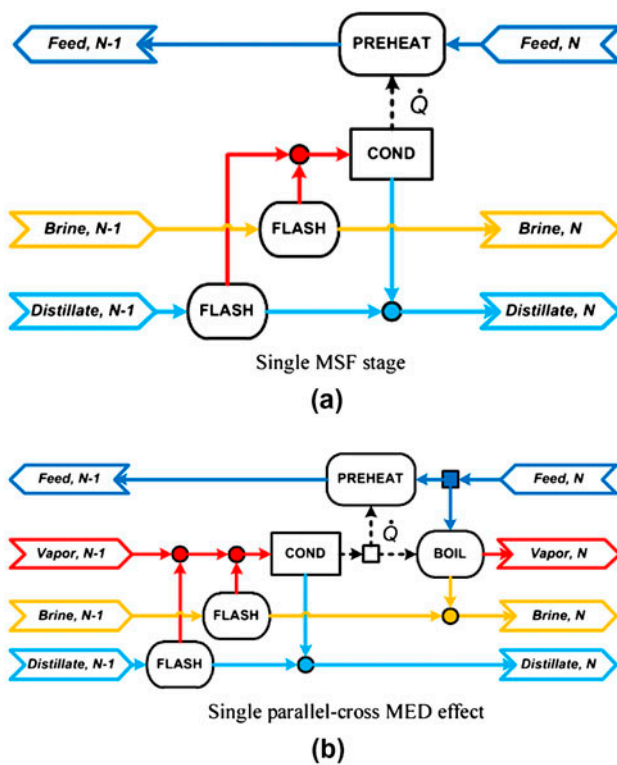 Feed, N-1
PREHEAT
Feed, N
Q̇
COND
Brine, N-1
FLASH
Brine, N
Distillate, N-1
FLASH
Distillate, N
Single MSF stage
(a)
Feed, N-1
PREHEAT
Feed, N
Q̇
Vapor, N-1
COND
BOIL
Vapor, N
Brine, N-1
FLASH
Brine, N
Distillate, N-1
FLASH
Distillate, N
Single parallel-cross MED effect
(b)